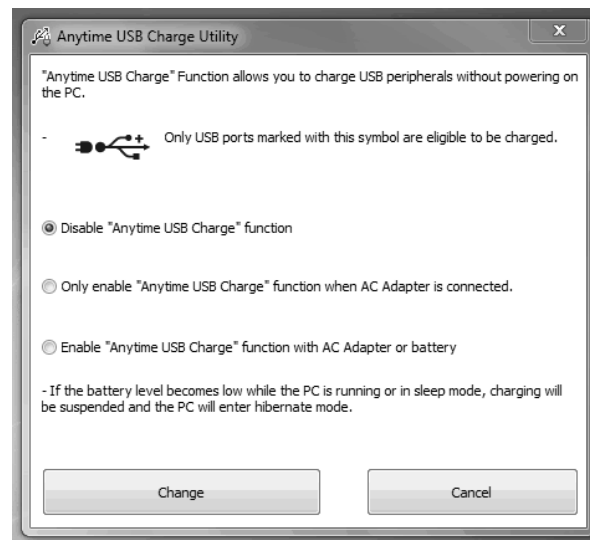 Anytime USB Charge Utility
x
"Anytime USB Charge" Function allows you to charge USB peripherals without powering on
the PC.
- Only USB ports marked with this symbol are eligible to be charged.
Disable "Anytime USB Charge" function
Only enable "Anytime USB Charge" function when AC Adapter is connected.
Enable "Anytime USB Charge" function with AC Adapter or battery
- If the battery level becomes low while the PC is running or in sleep mode, charging will
be suspended and the PC will enter hibernate mode.
Change
Cancel